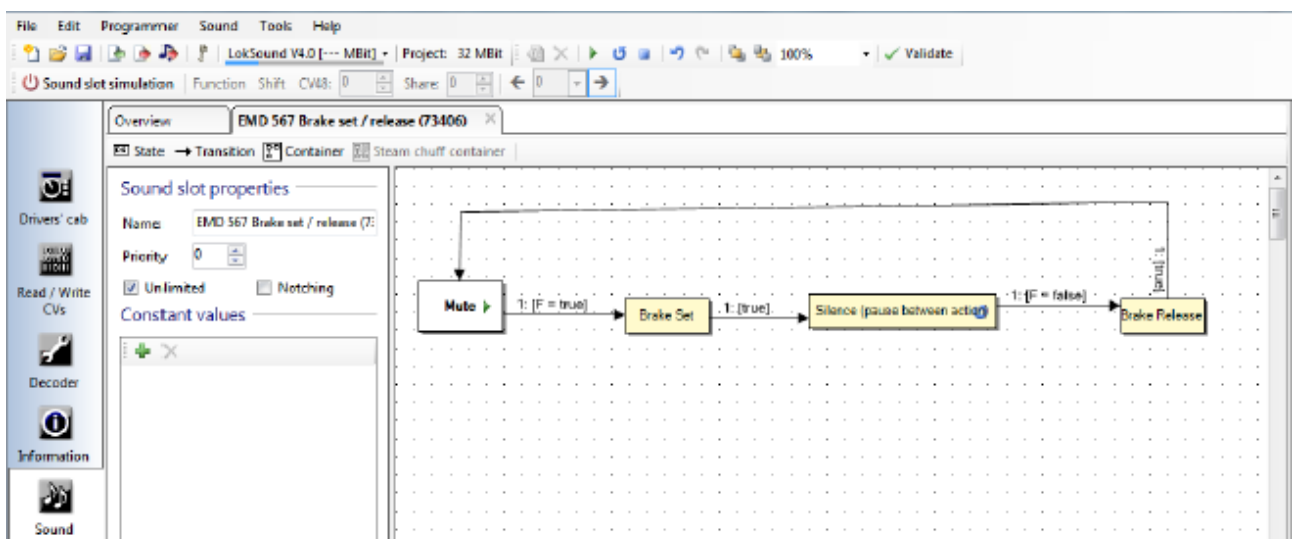 File Edit Programmer Sound Tools Help
LokSound V4.0 [--- MBit] Project: 32 MBit 100% Validate
Sound slot simulation Function Shift CV48: 0 Share: 0 0
Overview EMD 567 Brake set / release (73406)
State Transition Container Steam chuff container
Sound slot properties
Drivers' cab
Name: EMD 567 Brake set / release (73
Priority: 0
Read / Write
CVs
Unlimited Notching
Constant values
1: [true]
Mute 1: [F = true] Brake Set 1: [true] Silence (pause between action) 1: [F = false] Brake Release
Decoder
Information
Sound